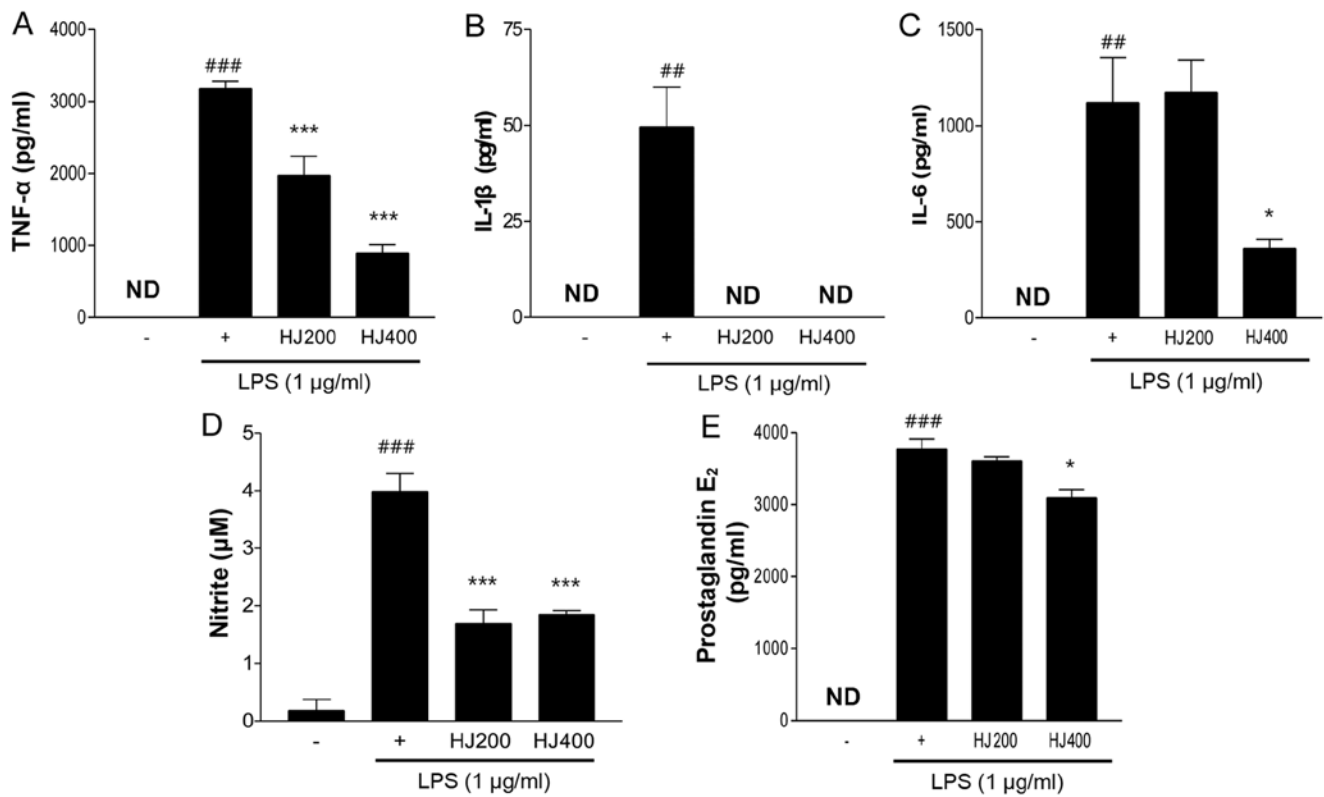 A
TNF-α (pg/ml)
4000
3000
2000
1000
0
###
***
***
ND
- + HJ200 HJ400
LPS (1 µg/ml)
B
IL-1β (pg/ml)
75
50
25
0
##
ND ND ND
- + HJ200 HJ400
LPS (1 µg/ml)
C
IL-6 (pg/ml)
1500
1000
500
0
##
*
ND
- + HJ200 HJ400
LPS (1 µg/ml)
D
Nitrite (µM)
5
4
3
2
1
0
###
*** ***
- + HJ200 HJ400
LPS (1 µg/ml)
E
Prostaglandin E₂
(pg/ml)
4000
3000
2000
1000
0
###
*
ND
- + HJ200 HJ400
LPS (1 µg/ml)